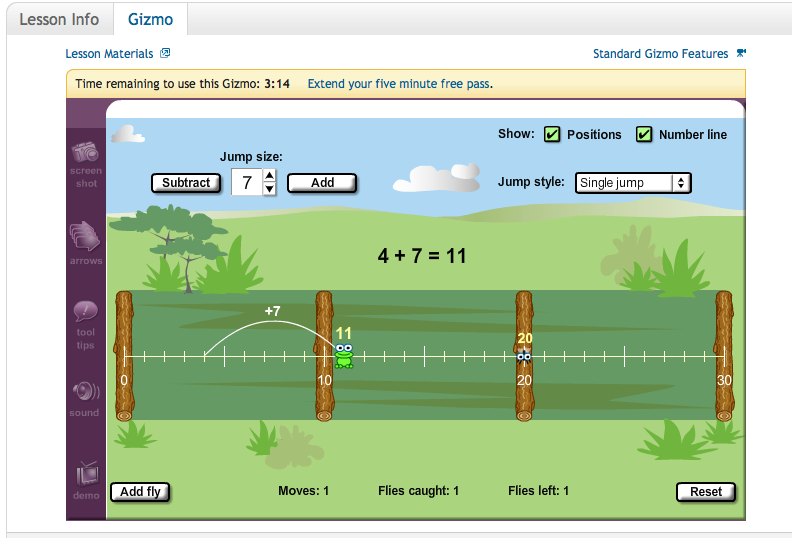 Lesson Info
Gizmo
Lesson Materials
Standard Gizmo Features
Time remaining to use this Gizmo: 3:14 Extend your five minute free pass.
Show: Positions Number line
Jump size:
Subtract 7 Add
Jump style: Single jump
screen
shot
arrows
tool
tips
sound
demo
4 + 7 = 11
+7
11
20
0 10 20 30
Add fly Moves: 1 Flies caught: 1 Flies left: 1 Reset